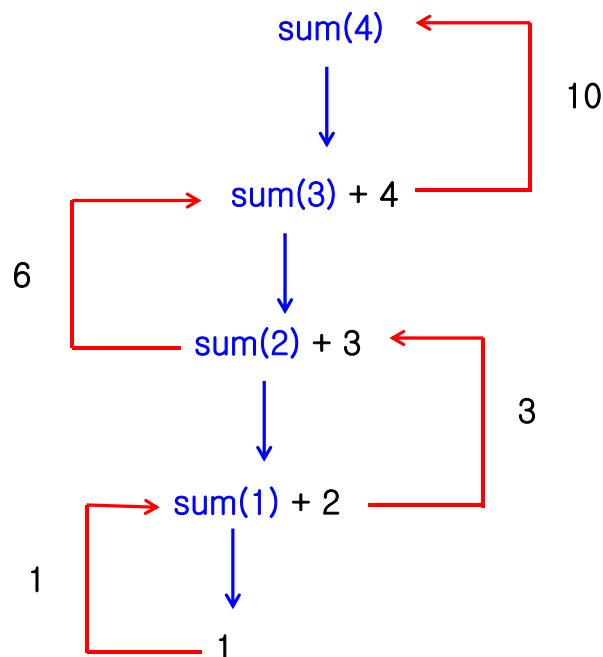 sum(4)
10
sum(3) + 4
6
sum(2) + 3
3
sum(1) + 2
1
1